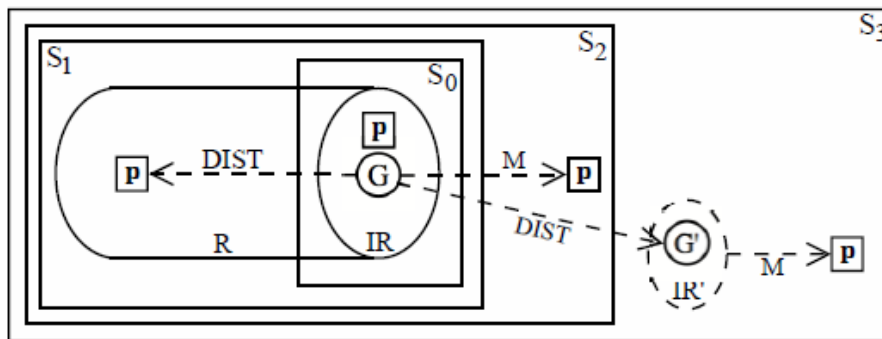 S₁ S₀ S₂ S₃
p
p DIST G M p
DIST G' p
R IR IR' M